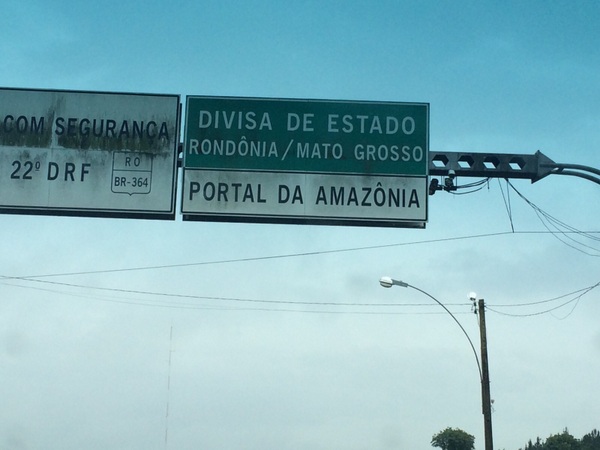 COM SEGURANÇA
22º DRF
RO
BR-364
DIVISA DE ESTADO
RONDÔNIA/MATO GROSSO
PORTAL DA AMAZÔNIA